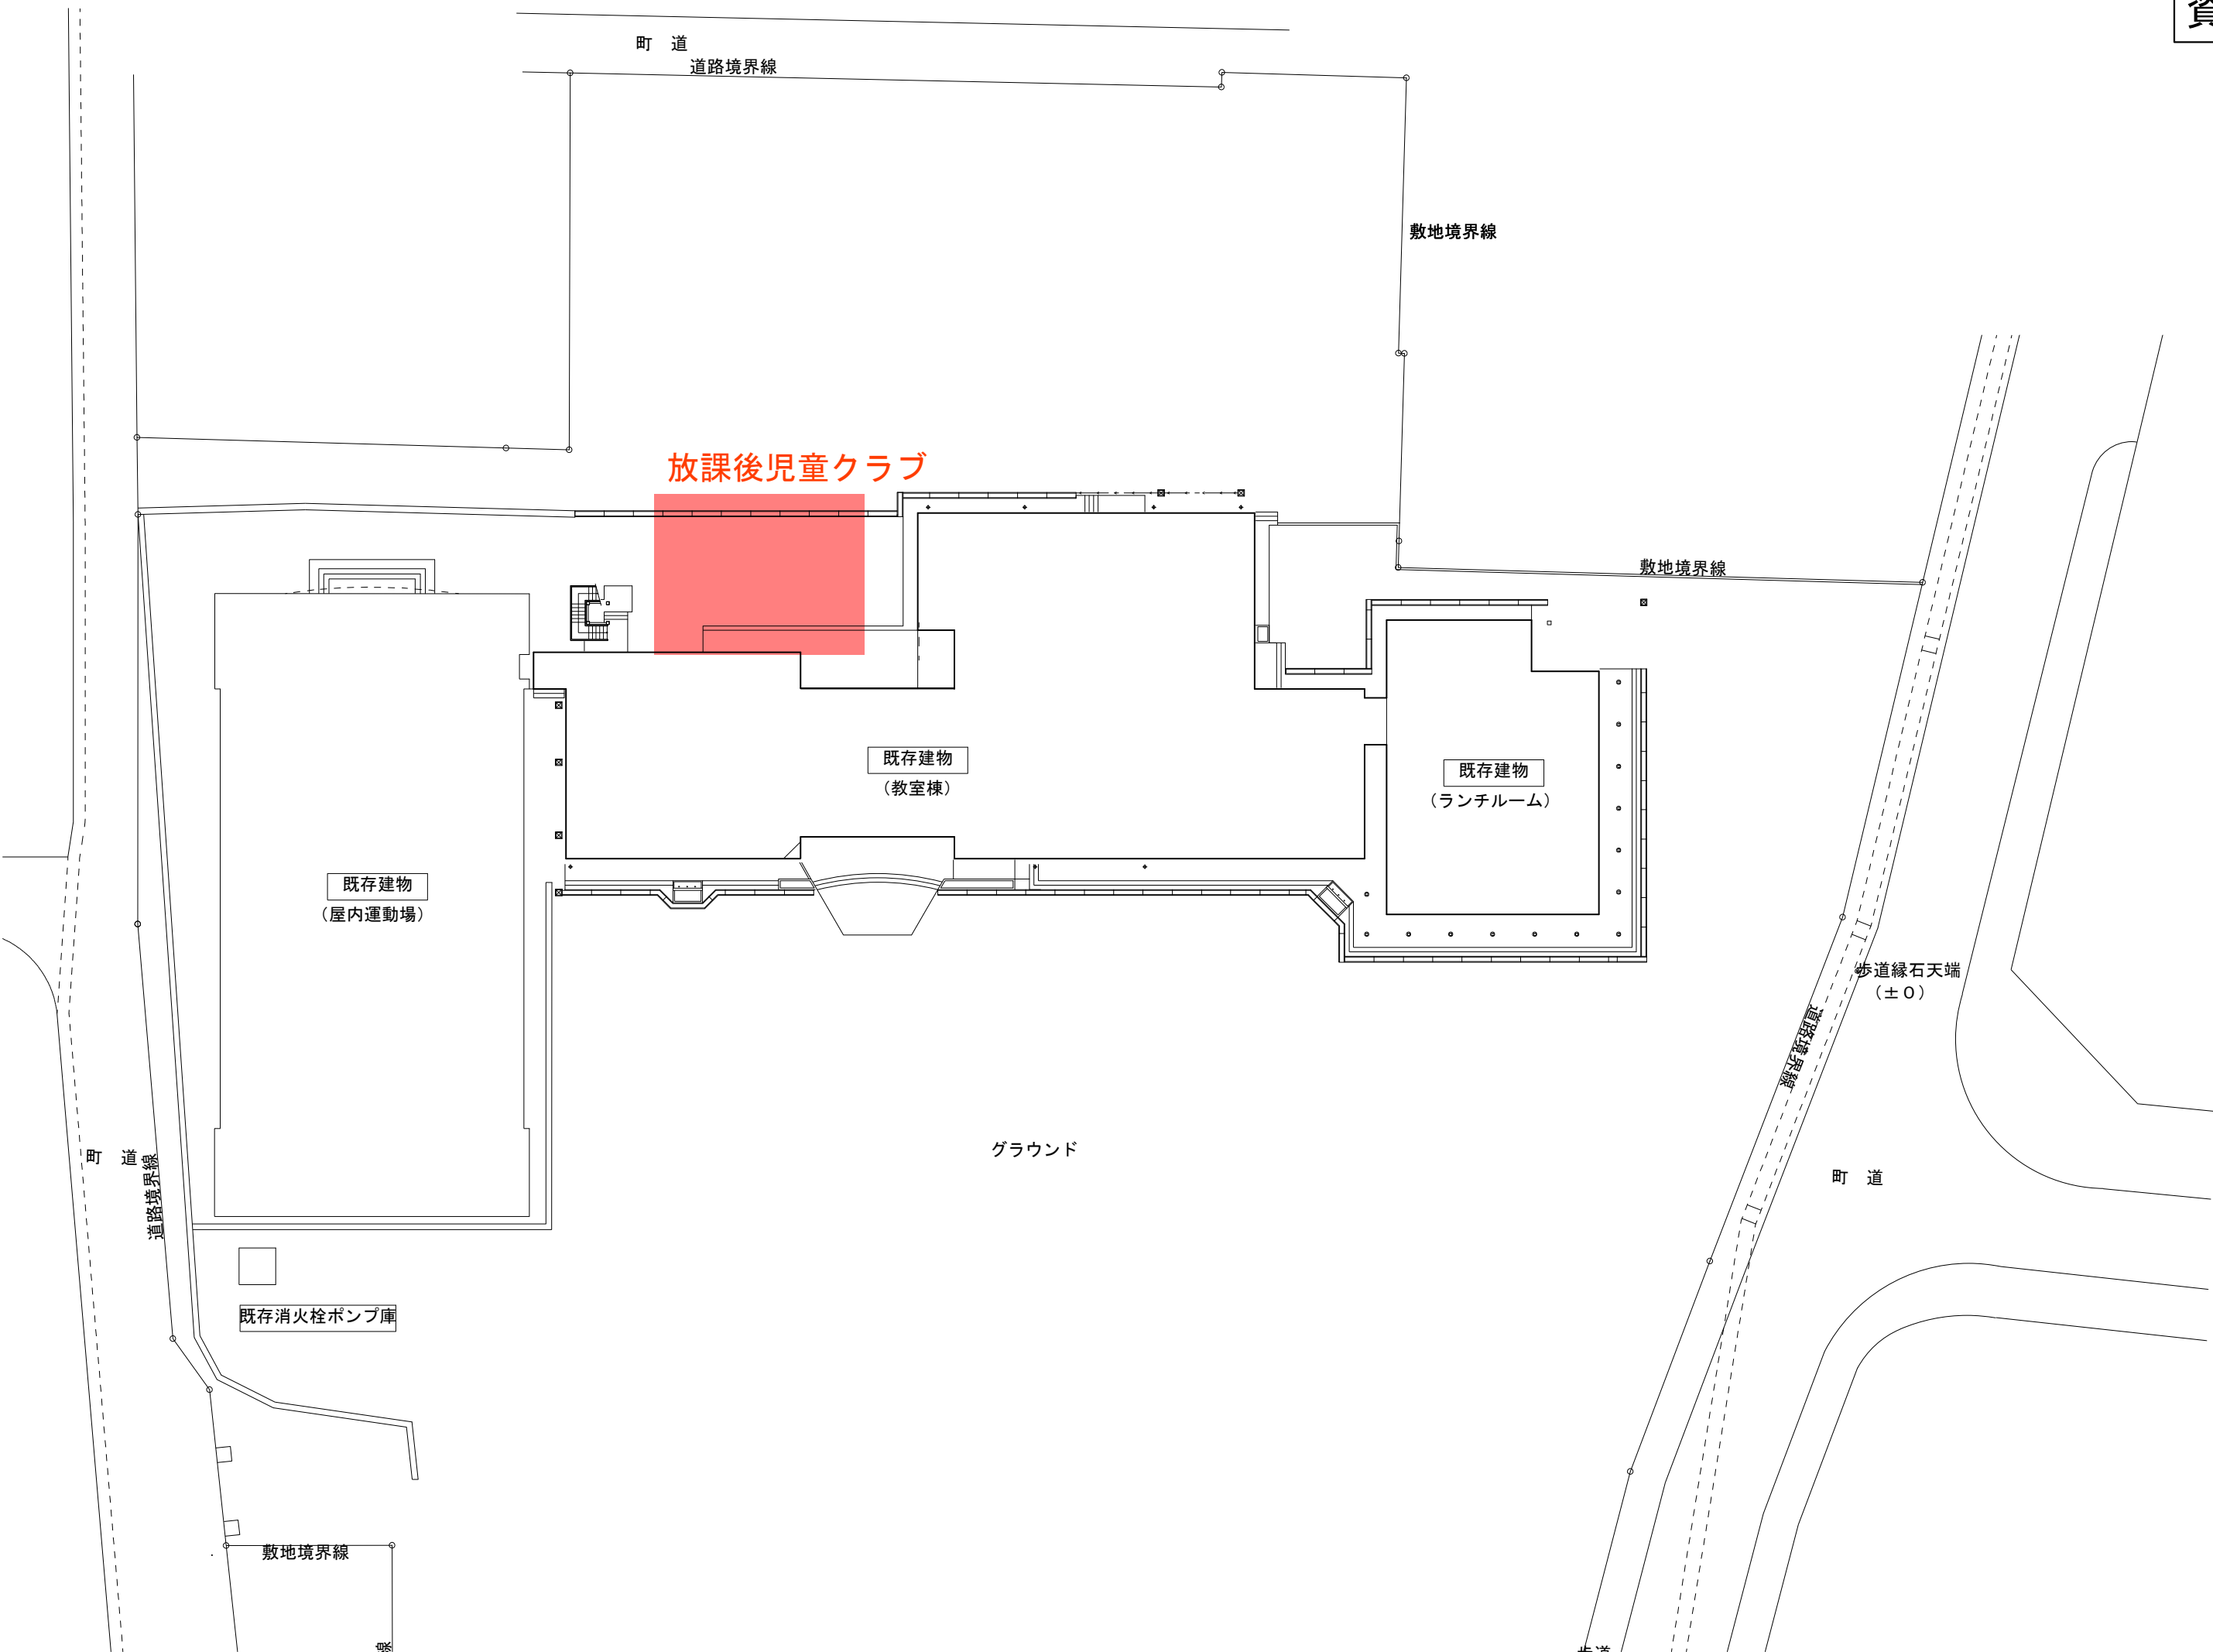 町　道
道路境界線
敷地境界線
放課後児童クラブ
敷地境界線
既存建物
（教室棟）
既存建物
（ランチルーム）
既存建物
（屋内運動場）
歩道縁石天端
（±０）
道路境界線
グラウンド
町　道
道路境界線
町　道
既存消火栓ポンプ庫
敷地境界線
線
歩道